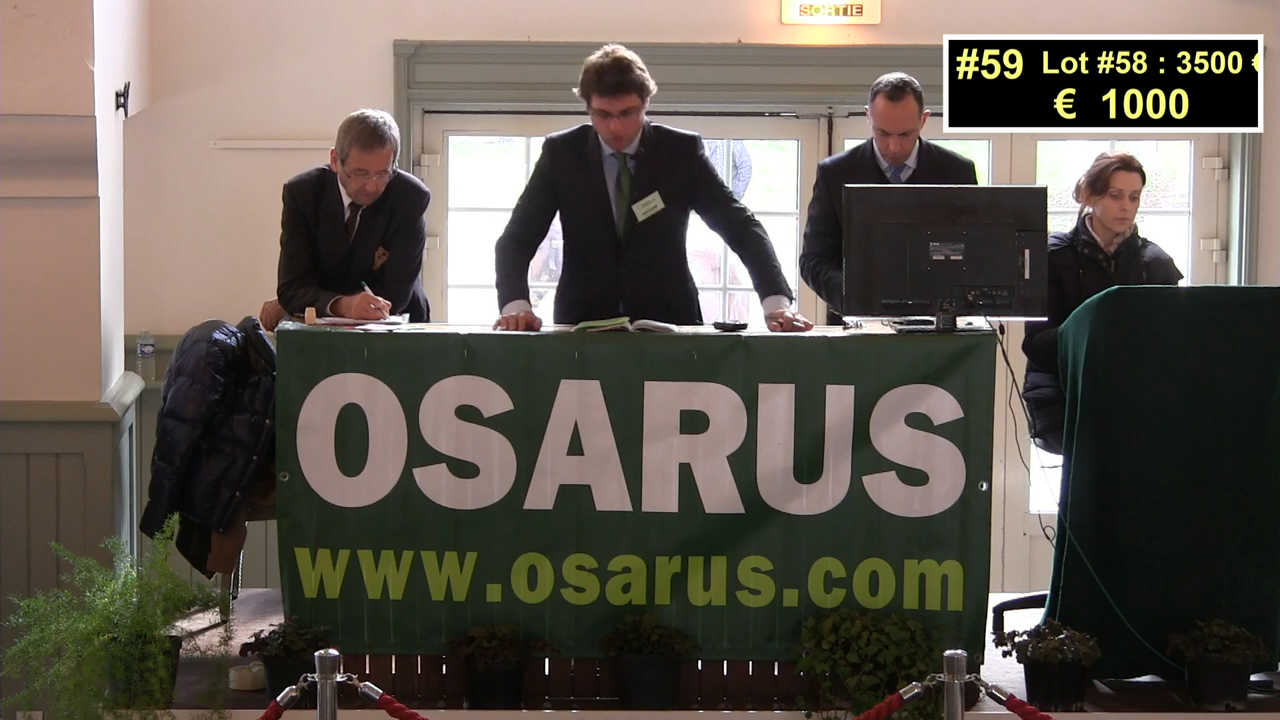 SORTIE
#59 Lot #58 : 3500 €
€ 1000
OSARUS
www.osarus.com